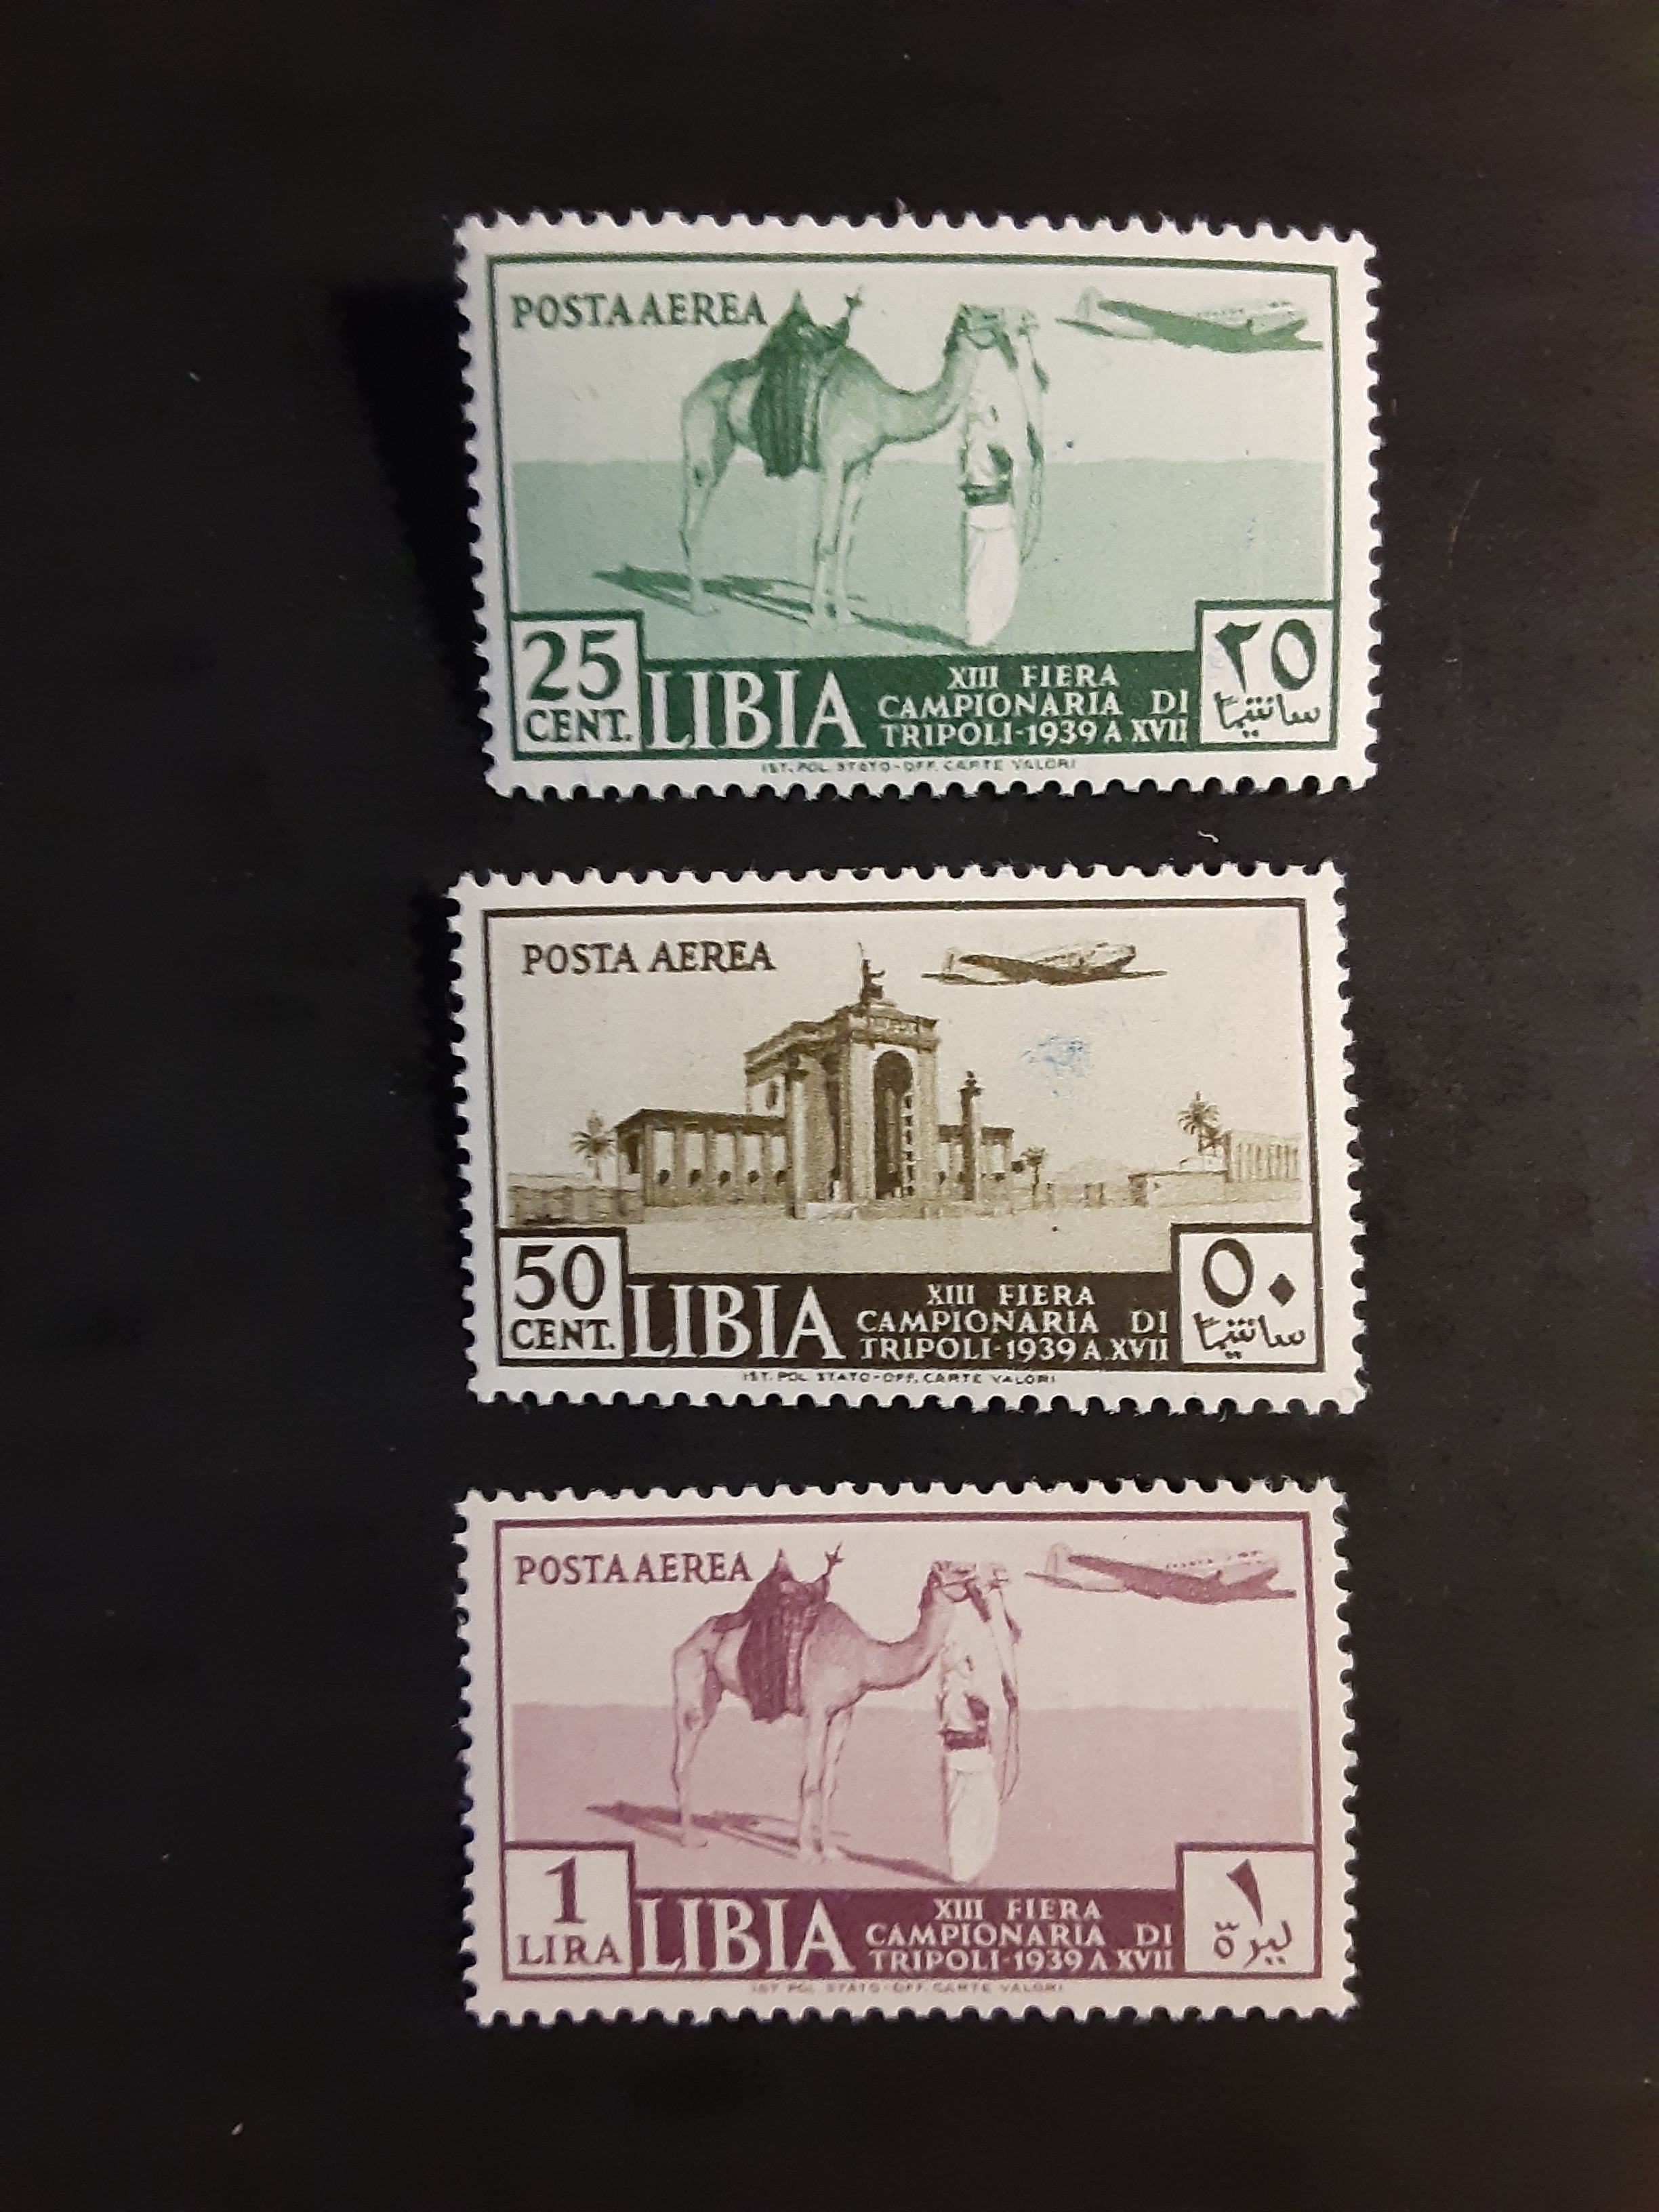 POSTA AEREA
25
CENT.
LIBIA
XIII FIERA
CAMPIONARIA DI
TRIPOLI-1939 A XVII
٢٥
سانتيما
IST. POL. STATO-OFF. CARTE VALORI
POSTA AEREA
50
CENT.
LIBIA
XIII FIERA
CAMPIONARIA DI
TRIPOLI-1939 A.XVII
٥٠
سانتيما
IST. POL. STATO-OFF. CARTE VALORI
POSTA AEREA
1
LIRA
LIBIA
XIII FIERA
CAMPIONARIA DI
TRIPOLI-1939 A XVII
١
ليرة
IST. POL. STATO-OFF. CARTE VALORI